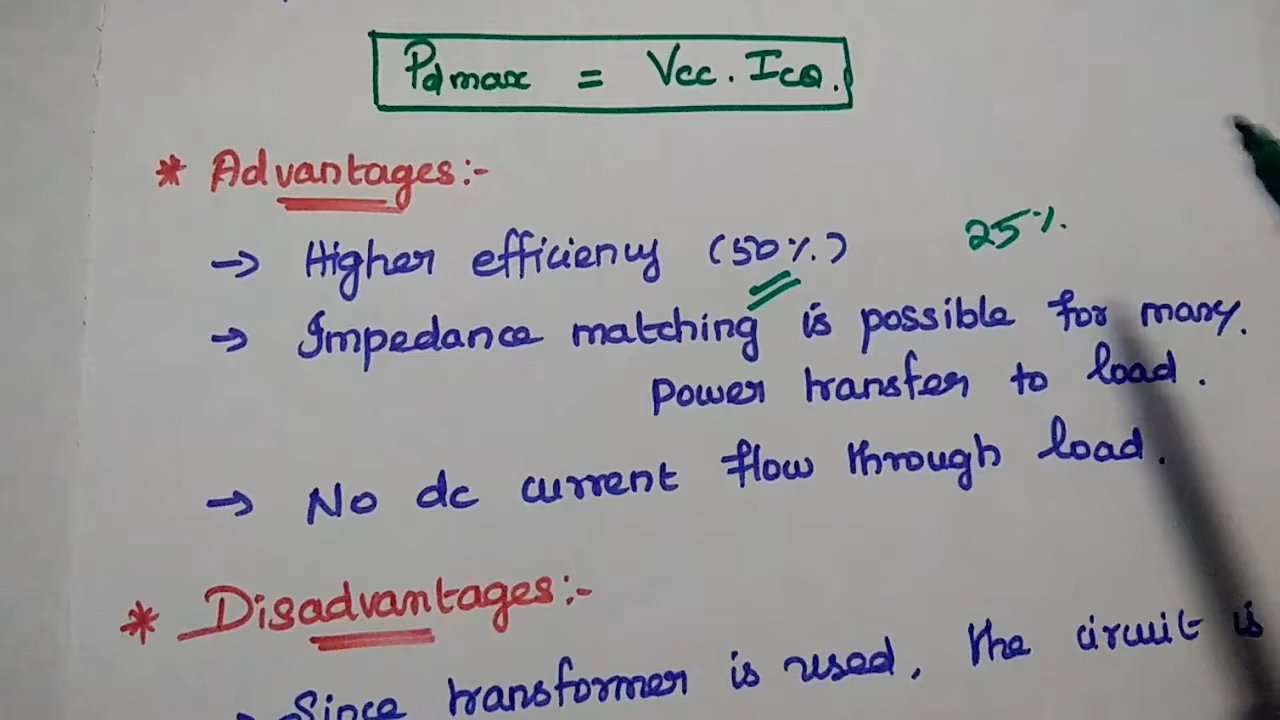 Pdmax = Vcc. ICQ.
* Advantages:-
→ Higher efficiency (50%) 25%.
→ Impedance matching is possible for many.
power transfer to load.
→ No dc current flow through load.
* Disadvantages:-
→ Since transformer is used, the circuit is